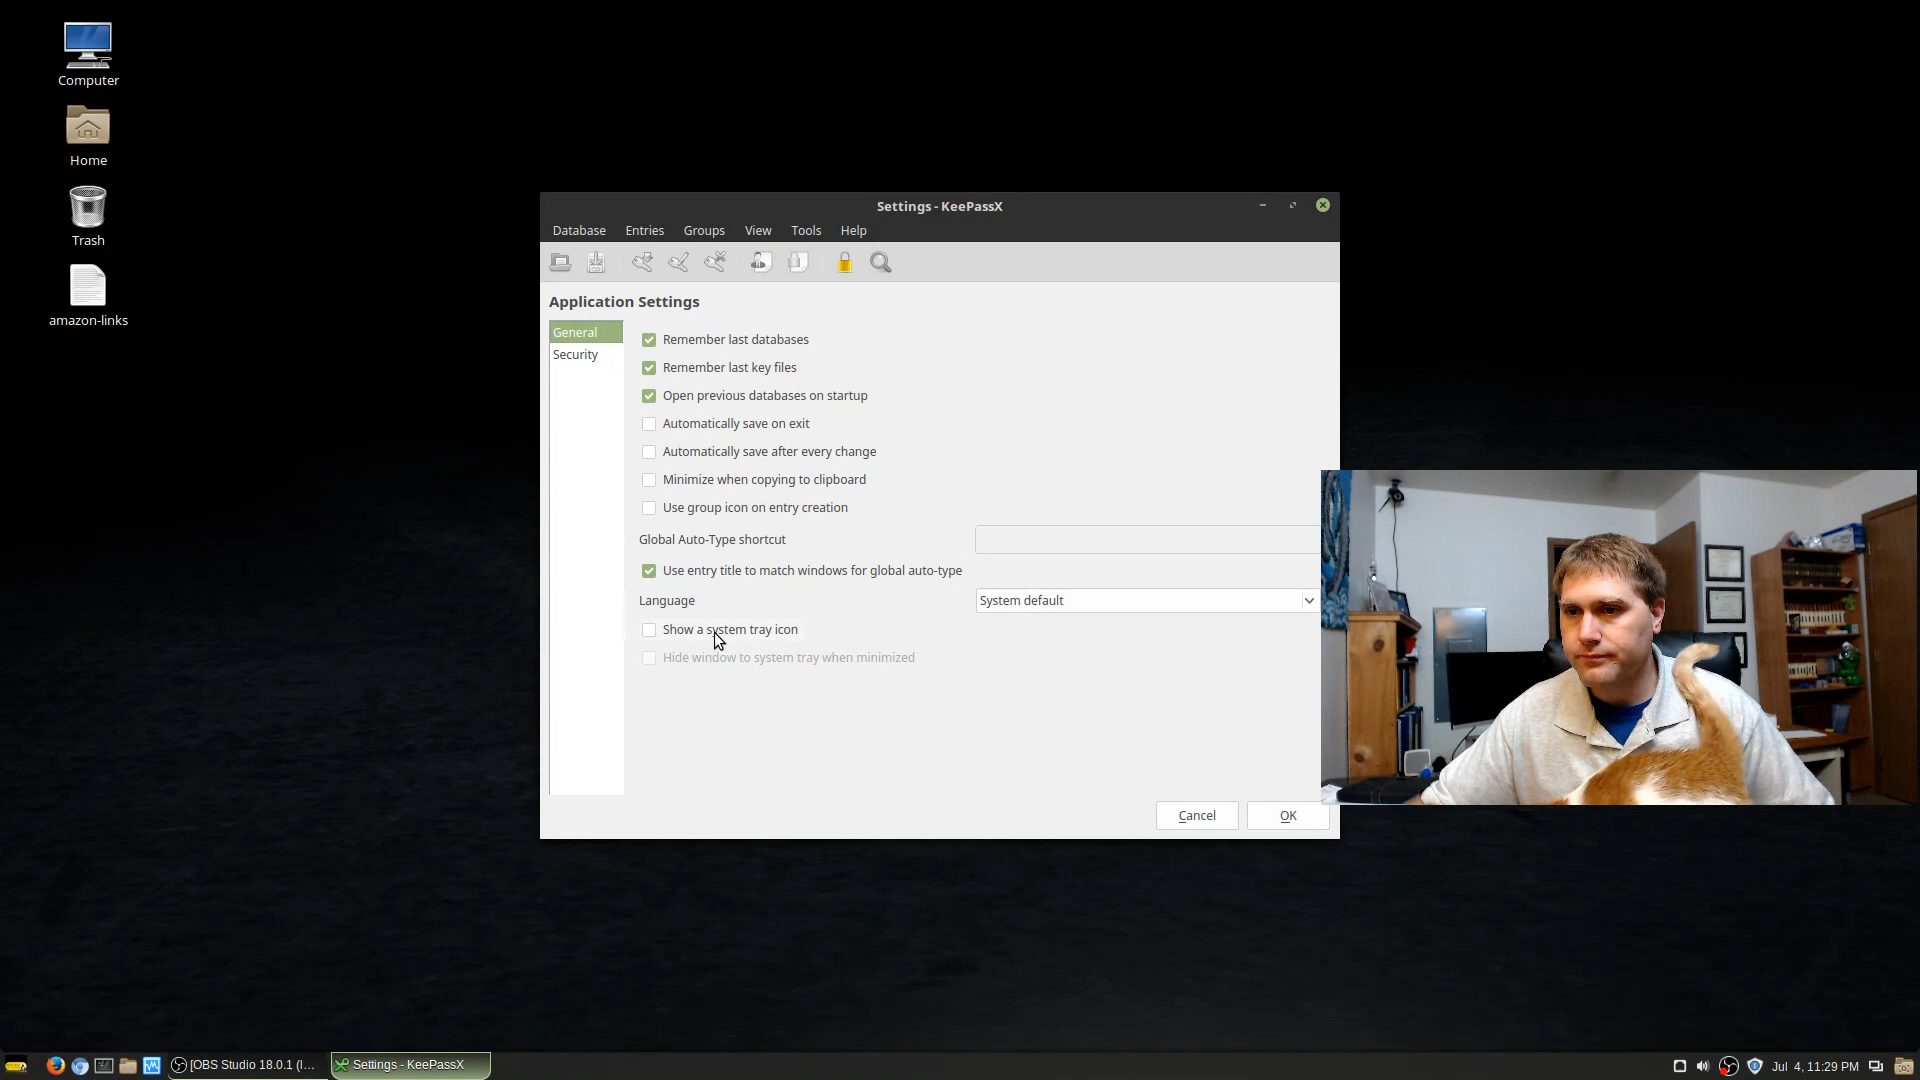 Computer
Home
Trash
amazon-links
Settings - KeePassX
Database Entries Groups View Tools Help
Application Settings
General
Security
Remember last databases
Remember last key files
Open previous databases on startup
Automatically save on exit
Automatically save after every change
Minimize when copying to clipboard
Use group icon on entry creation
Global Auto-Type shortcut
Use entry title to match windows for global auto-type
Language System default
Show a system tray icon
Hide window to system tray when minimized
Cancel OK
[OBS Studio 18.0.1 (l... Settings - KeePassX Jul 4, 11:29 PM